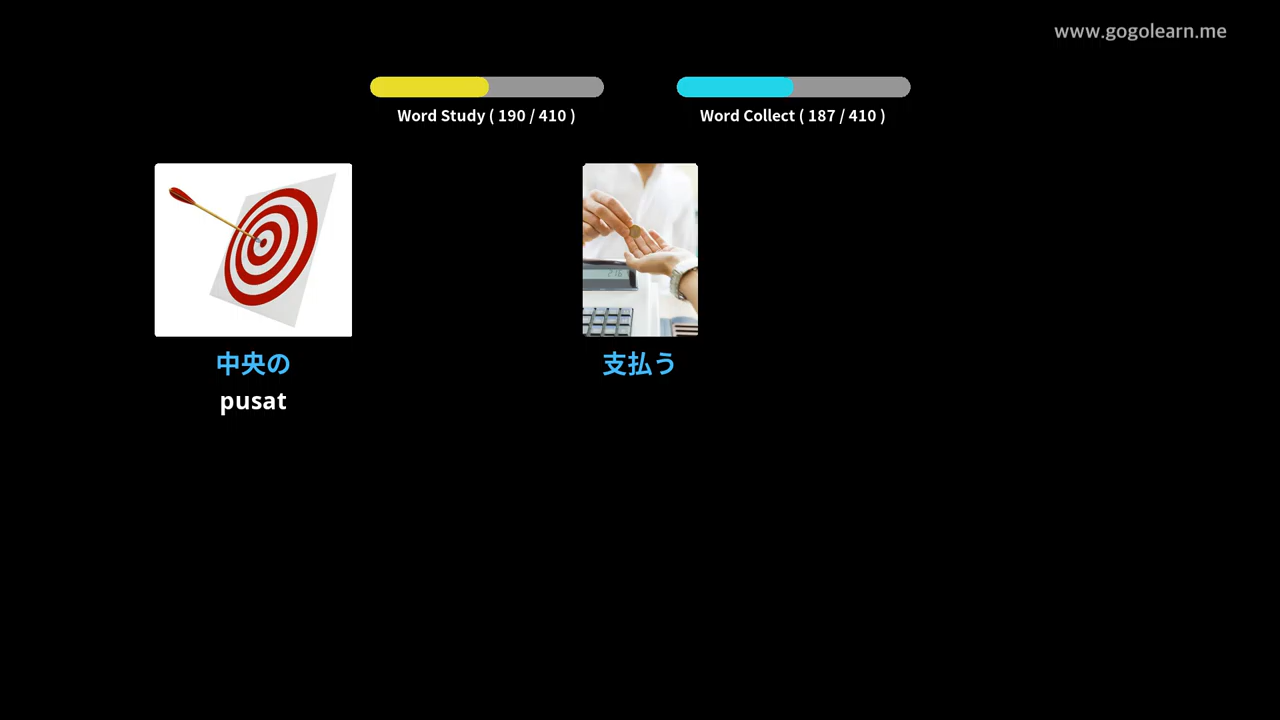 www.gogolearn.me
Word Study ( 190 / 410 )
Word Collect ( 187 / 410 )
中央の
pusat
支払う